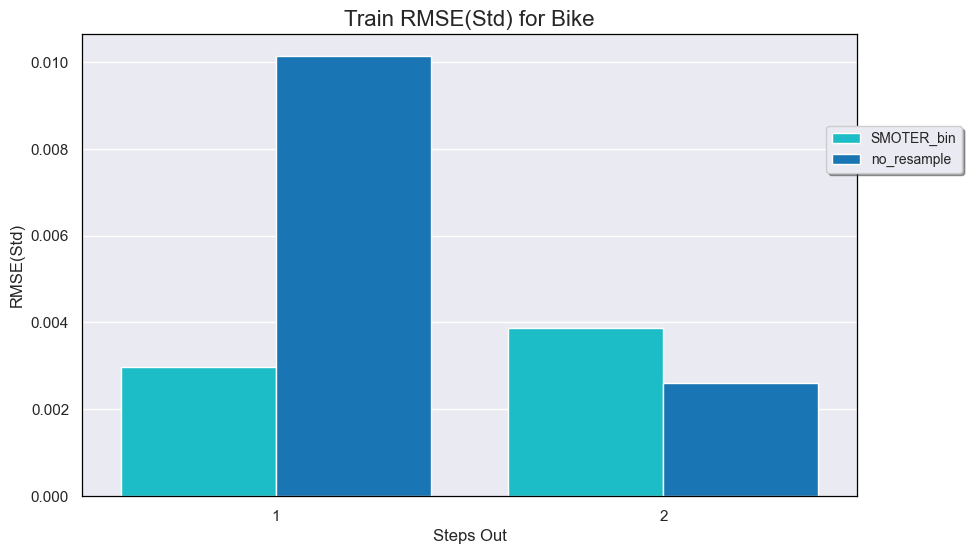 Train RMSE(Std) for Bike
0.010
0.008
0.006
0.004
0.002
0.000
RMSE(Std)
SMOTER_bin
no_resample
1
2
Steps Out